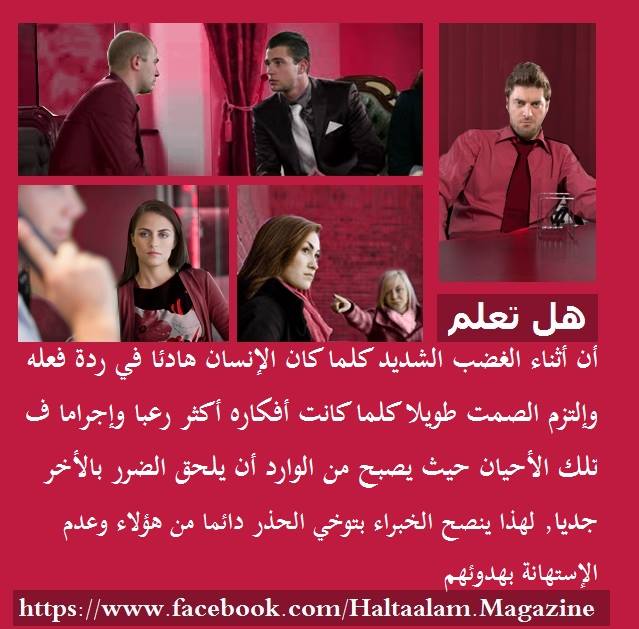 هل تعلم
أن أثناء الغضب الشديد كلما كان الإنسان هادئا في ردة فعله
وإلتزم الصمت طويلا كلما كانت أفكاره أكثر رعبا وإجراما ف
تلك الأحيان حيث يصبح من الوارد أن يلحق الضرر بالأخر
جديا, لهذا ينصح الخبراء بتوخي الحذر دائما من هؤلاء وعدم
الإستهانة بهدوئهم
https://www.facebook.com/Haltaalam.Magazine